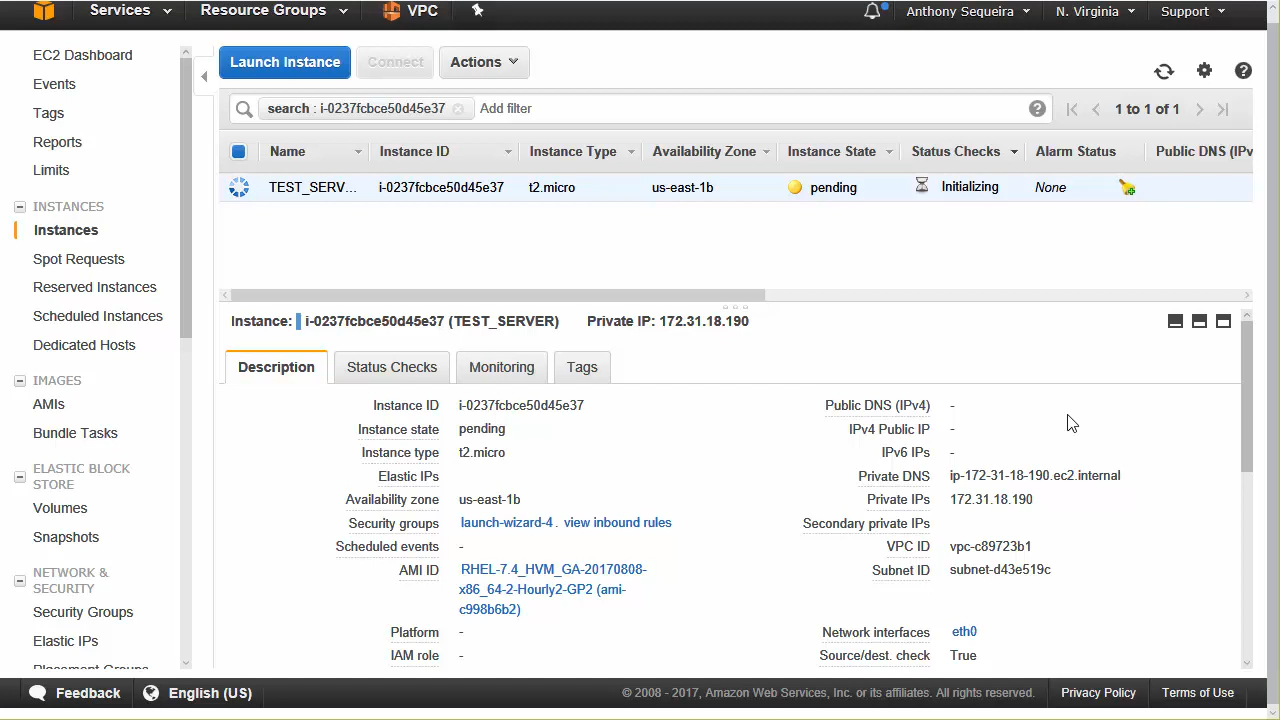 Services Resource Groups VPC Anthony Sequeira N. Virginia Support
EC2 Dashboard
Events
Tags
Reports
Limits
INSTANCES
Instances
Spot Requests
Reserved Instances
Scheduled Instances
Dedicated Hosts
IMAGES
AMIs
Bundle Tasks
ELASTIC BLOCK
STORE
Volumes
Snapshots
NETWORK &
SECURITY
Security Groups
Elastic IPs
Placement Groups
Launch Instance Connect Actions
search : i-0237fcbce50d45e37 Add filter 1 to 1 of 1
Name Instance ID Instance Type Availability Zone Instance State Status Checks Alarm Status Public DNS (IPv
TEST_SERV... i-0237fcbce50d45e37 t2.micro us-east-1b pending Initializing None
Instance: i-0237fcbce50d45e37 (TEST_SERVER) Private IP: 172.31.18.190
Description Status Checks Monitoring Tags
Instance ID i-0237fcbce50d45e37
Instance state pending
Instance type t2.micro
Elastic IPs
Availability zone us-east-1b
Security groups launch-wizard-4 . view inbound rules
Scheduled events -
AMI ID RHEL-7.4_HVM_GA-20170808-
x86_64-2-Hourly2-GP2 (ami-
c998b6b2)
Platform -
IAM role -
Public DNS (IPv4) -
IPv4 Public IP -
IPv6 IPs -
Private DNS ip-172-31-18-190.ec2.internal
Private IPs 172.31.18.190
Secondary private IPs
VPC ID vpc-c89723b1
Subnet ID subnet-d43e519c
Network interfaces eth0
Source/dest. check True
Feedback English (US) © 2008 - 2017, Amazon Web Services, Inc. or its affiliates. All rights reserved. Privacy Policy Terms of Use